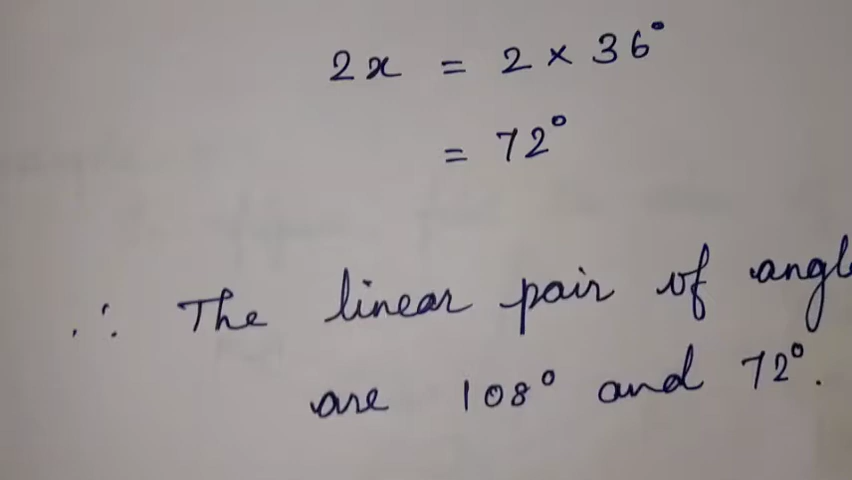 2x = 2 × 36°
= 72°
∴ The linear pair of angl
are 108° and 72°.